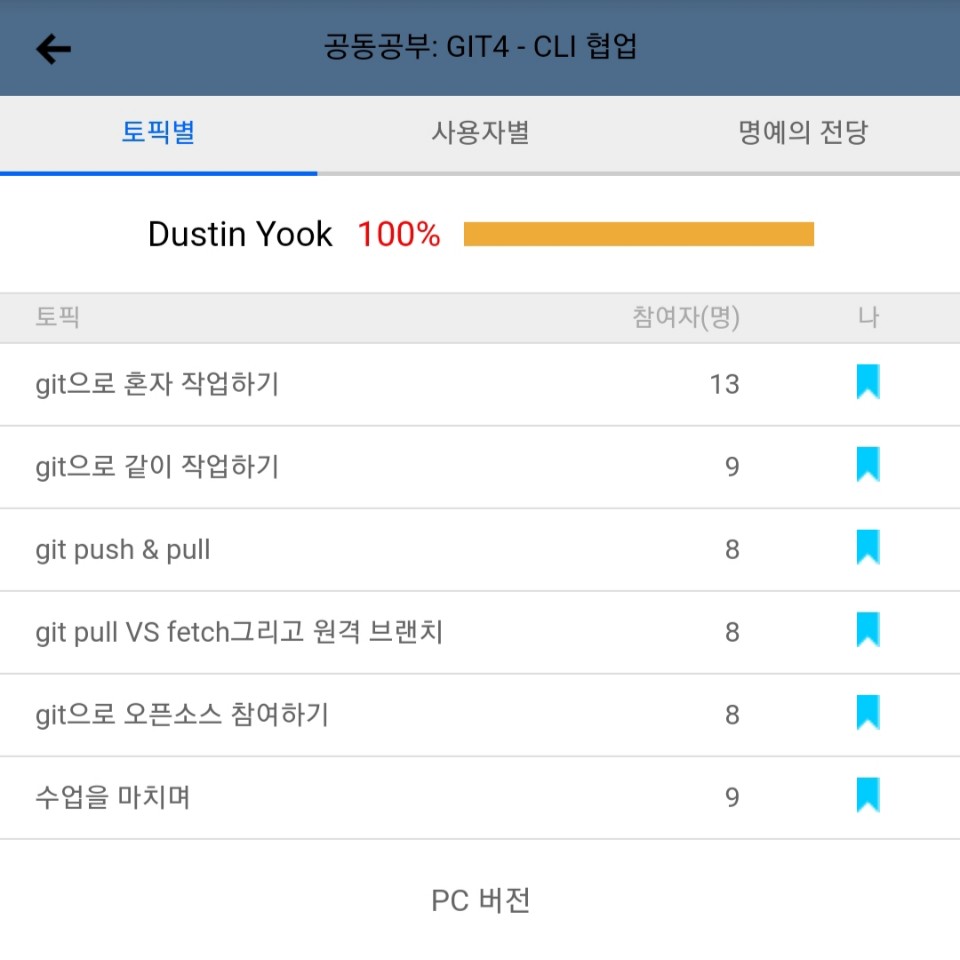 공동공부: GIT4 - CLI 협업
토픽별 사용자별 명예의 전당
Dustin Yook 100%
토픽 참여자(명) 나
git으로 혼자 작업하기 13
git으로 같이 작업하기 9
git push & pull 8
git pull VS fetch그리고 원격 브랜치 8
git으로 오픈소스 참여하기 8
수업을 마치며 9
PC 버전